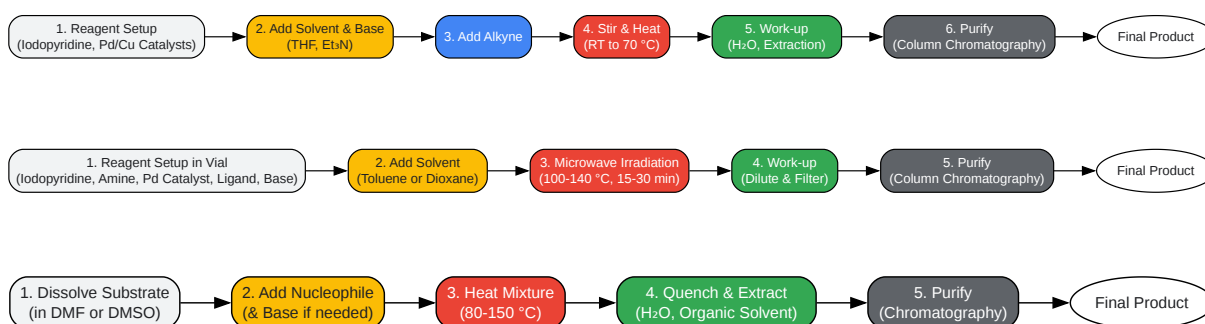 1. Reagent Setup
(Iodopyridine, Pd/Cu Catalysts)
2. Add Solvent & Base
(THF, Et₃N)
3. Add Alkyne
4. Stir & Heat
(RT to 70 °C)
5. Work-up
(H₂O, Extraction)
6. Purify
(Column Chromatography)
Final Product
1. Reagent Setup in Vial
(Iodopyridine, Amine, Pd Catalyst, Ligand, Base)
2. Add Solvent
(Toluene or Dioxane)
3. Microwave Irradiation
(100-140 °C, 15-30 min)
4. Work-up
(Dilute & Filter)
5. Purify
(Column Chromatography)
Final Product
1. Dissolve Substrate
(in DMF or DMSO)
2. Add Nucleophile
(& Base if needed)
3. Heat Mixture
(80-150 °C)
4. Quench & Extract
(H₂O, Organic Solvent)
5. Purify
(Chromatography)
Final Product